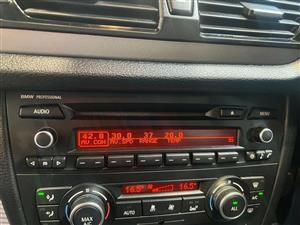 BMW PROFESSIONAL
AUDIO
MENU
42.8 30.0 37 20.0
AV CON AV.SPD RANGE TEMP
16.5° 16.5°
AUTO
MAX
A/C
ALL